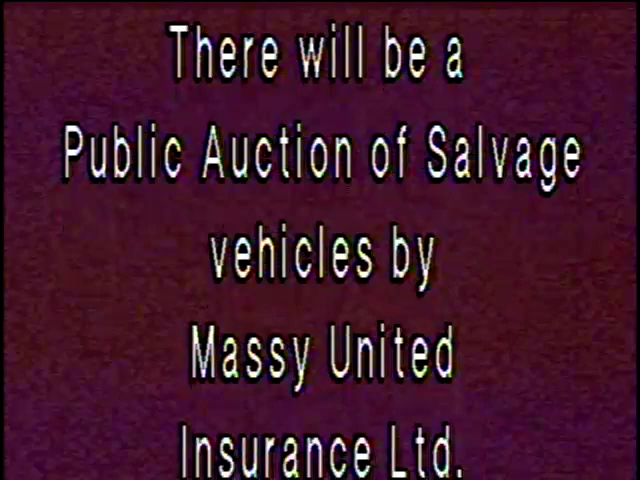 There will be a
Public Auction of Salvage
vehicles by
Massy United
Insurance Ltd.